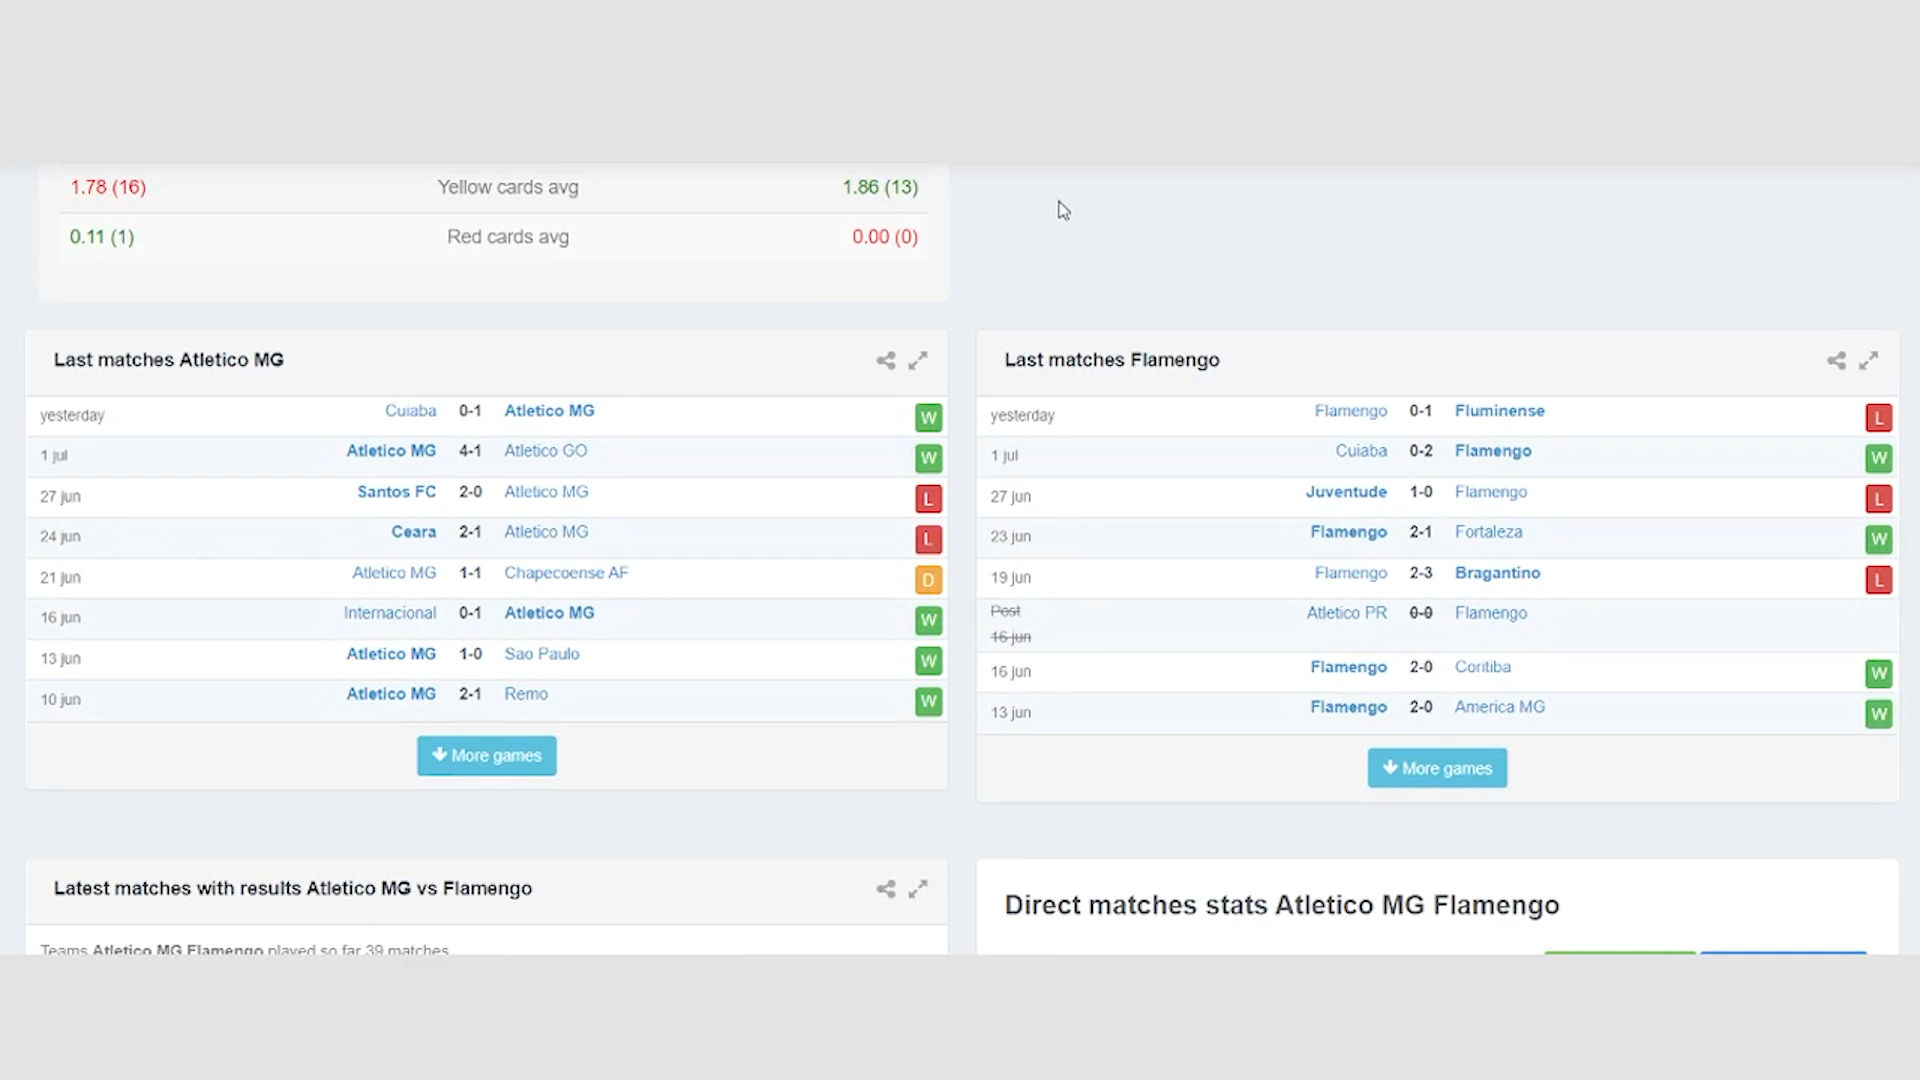 1.78 (16) Yellow cards avg 1.86 (13)
0.11 (1) Red cards avg 0.00 (0)
Last matches Atletico MG
yesterday Cuiaba 0-1 Atletico MG W
1 jul Atletico MG 4-1 Atletico GO W
27 jun Santos FC 2-0 Atletico MG L
24 jun Ceara 2-1 Atletico MG L
21 jun Atletico MG 1-1 Chapecoense AF D
16 jun Internacional 0-1 Atletico MG W
13 jun Atletico MG 1-0 Sao Paulo W
10 jun Atletico MG 2-1 Remo W
More games
Last matches Flamengo
yesterday Flamengo 0-1 Fluminense L
1 jul Cuiaba 0-2 Flamengo W
27 jun Juventude 1-0 Flamengo L
23 jun Flamengo 2-1 Fortaleza W
19 jun Flamengo 2-3 Bragantino L
Post
16 jun Atletico PR 0-0 Flamengo
16 jun Flamengo 2-0 Coritiba W
13 jun Flamengo 2-0 America MG W
More games
Latest matches with results Atletico MG vs Flamengo
Teams Atletico MG Flamengo played so far 39 matches
Direct matches stats Atletico MG Flamengo